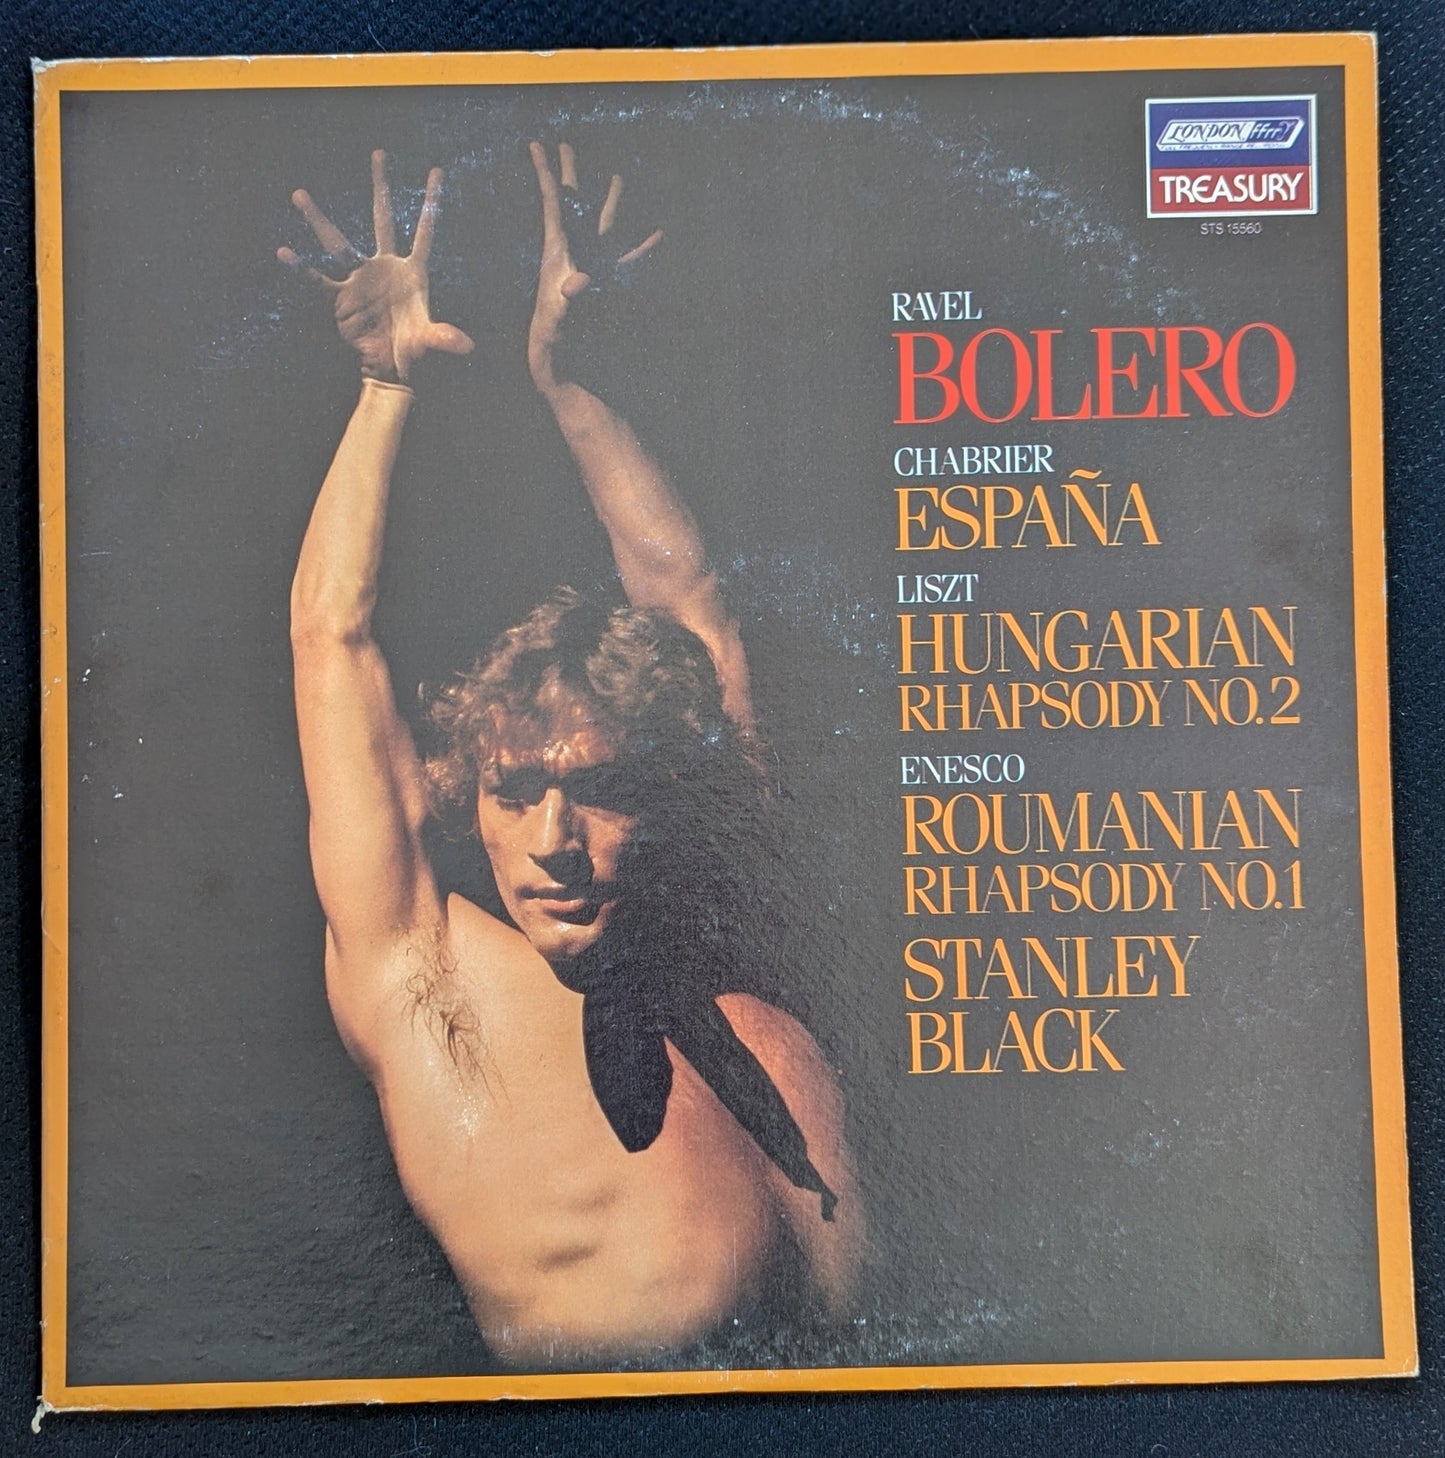 LONDON ffrr
TREASURY
STS 15560
RAVEL
BOLERO
CHABRIER
ESPAÑA
LISZT
HUNGARIAN
RHAPSODY NO.2
ENESCO
ROUMANIAN
RHAPSODY NO.1
STANLEY
BLACK